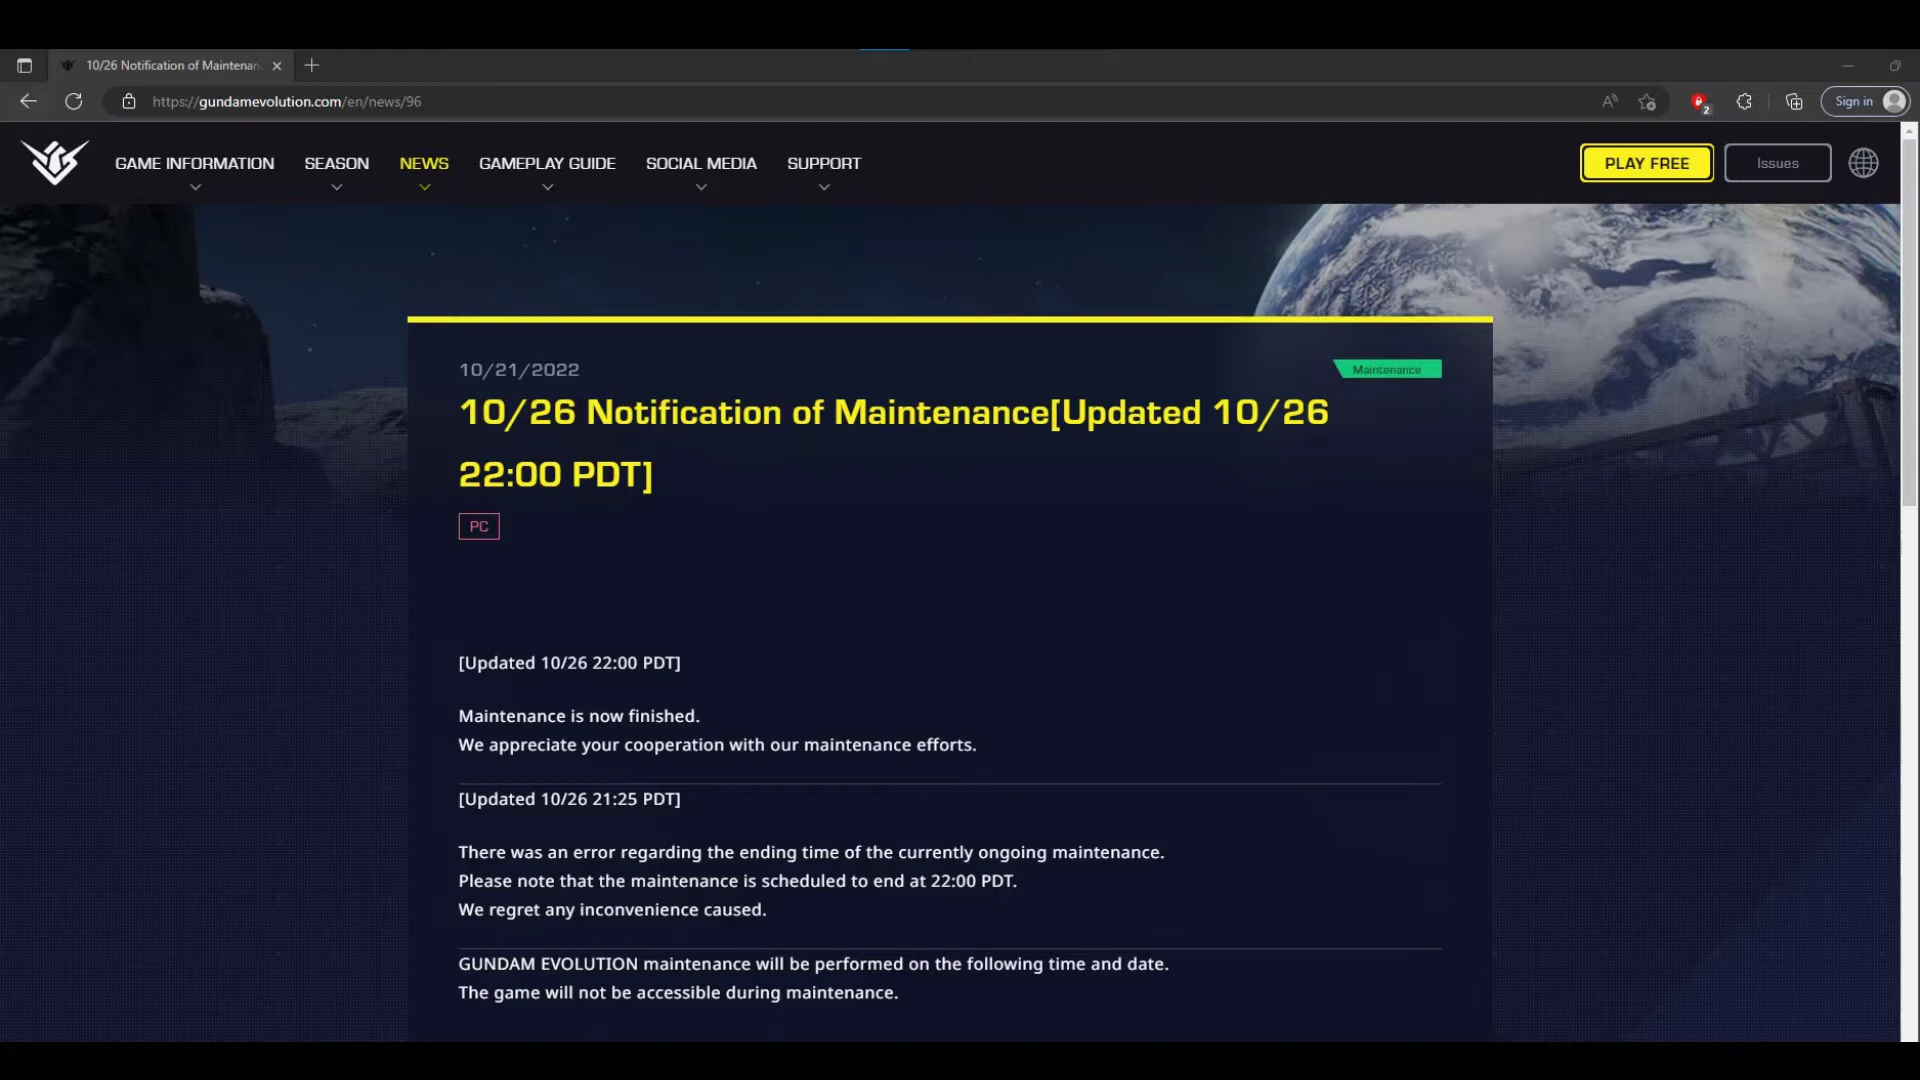 10/26 Notification of Maintenan
https://gundamevolution.com/en/news/96
2
Sign in
GAME INFORMATION
SEASON
NEWS
GAMEPLAY GUIDE
SOCIAL MEDIA
SUPPORT
PLAY FREE
Issues
10/21/2022
Maintenance
10/26 Notification of Maintenance[Updated 10/26
22:00 PDT]
PC
[Updated 10/26 22:00 PDT]
Maintenance is now finished.
We appreciate your cooperation with our maintenance efforts.
[Updated 10/26 21:25 PDT]
There was an error regarding the ending time of the currently ongoing maintenance.
Please note that the maintenance is scheduled to end at 22:00 PDT.
We regret any inconvenience caused.
GUNDAM EVOLUTION maintenance will be performed on the following time and date.
The game will not be accessible during maintenance.